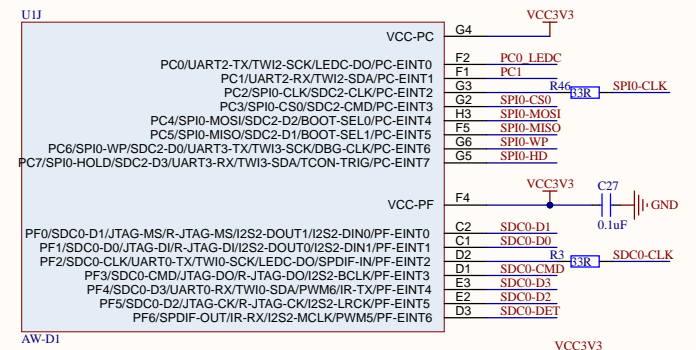 U1J
VCC-PC G4 VCC3V3
PC0/UART2-TX/TWI2-SCK/LEDC-DO/PC-EINT0 F2 PC0_LEDC
PC1/UART2-RX/TWI2-SDA/PC-EINT1 F1 PC1
PC2/SPI0-CLK/SDC2-CLK/PC-EINT2 G3 R46 33R SPI0-CLK
PC3/SPI0-CS0/SDC2-CMD/PC-EINT3 G2 SPI0-CS0
PC4/SPI0-MOSI/SDC2-D2/BOOT-SEL0/PC-EINT4 H3 SPI0-MOSI
PC5/SPI0-MISO/SDC2-D1/BOOT-SEL1/PC-EINT5 F5 SPI0-MISO
PC6/SPI0-WP/SDC2-D0/UART3-TX/TWI3-SCK/DBG-CLK/PC-EINT6 G6 SPI0-WP
PC7/SPI0-HOLD/SDC2-D3/UART3-RX/TWI3-SDA/TCON-TRIG/PC-EINT7 G5 SPI0-HD
VCC-PF F4 VCC3V3 C27 0.1uF GND
PF0/SDC0-D1/JTAG-MS/R-JTAG-MS/I2S2-DOUT1/I2S2-DIN0/PF-EINT0 C2 SDC0-D1
PF1/SDC0-D0/JTAG-DI/R-JTAG-DI/I2S2-DOUT0/I2S2-DIN1/PF-EINT1 C1 SDC0-D0
PF2/SDC0-CLK/UART0-TX/TWI0-SCK/LEDC-DO/SPDIF-IN/PF-EINT2 D2 R3 33R SDC0-CLK
PF3/SDC0-CMD/JTAG-DO/R-JTAG-DO/I2S2-BCLK/PF-EINT3 D1 SDC0-CMD
PF4/SDC0-D3/UART0-RX/TWI0-SDA/PWM6/IR-TX/PF-EINT4 E3 SDC0-D3
PF5/SDC0-D2/JTAG-CK/R-JTAG-CK/I2S2-LRCK/PF-EINT5 E2 SDC0-D2
PF6/SPDIF-OUT/IR-RX/I2S2-MCLK/PWM5/PF-EINT6 D3 SDC0-DET
AW-D1
VCC3V3